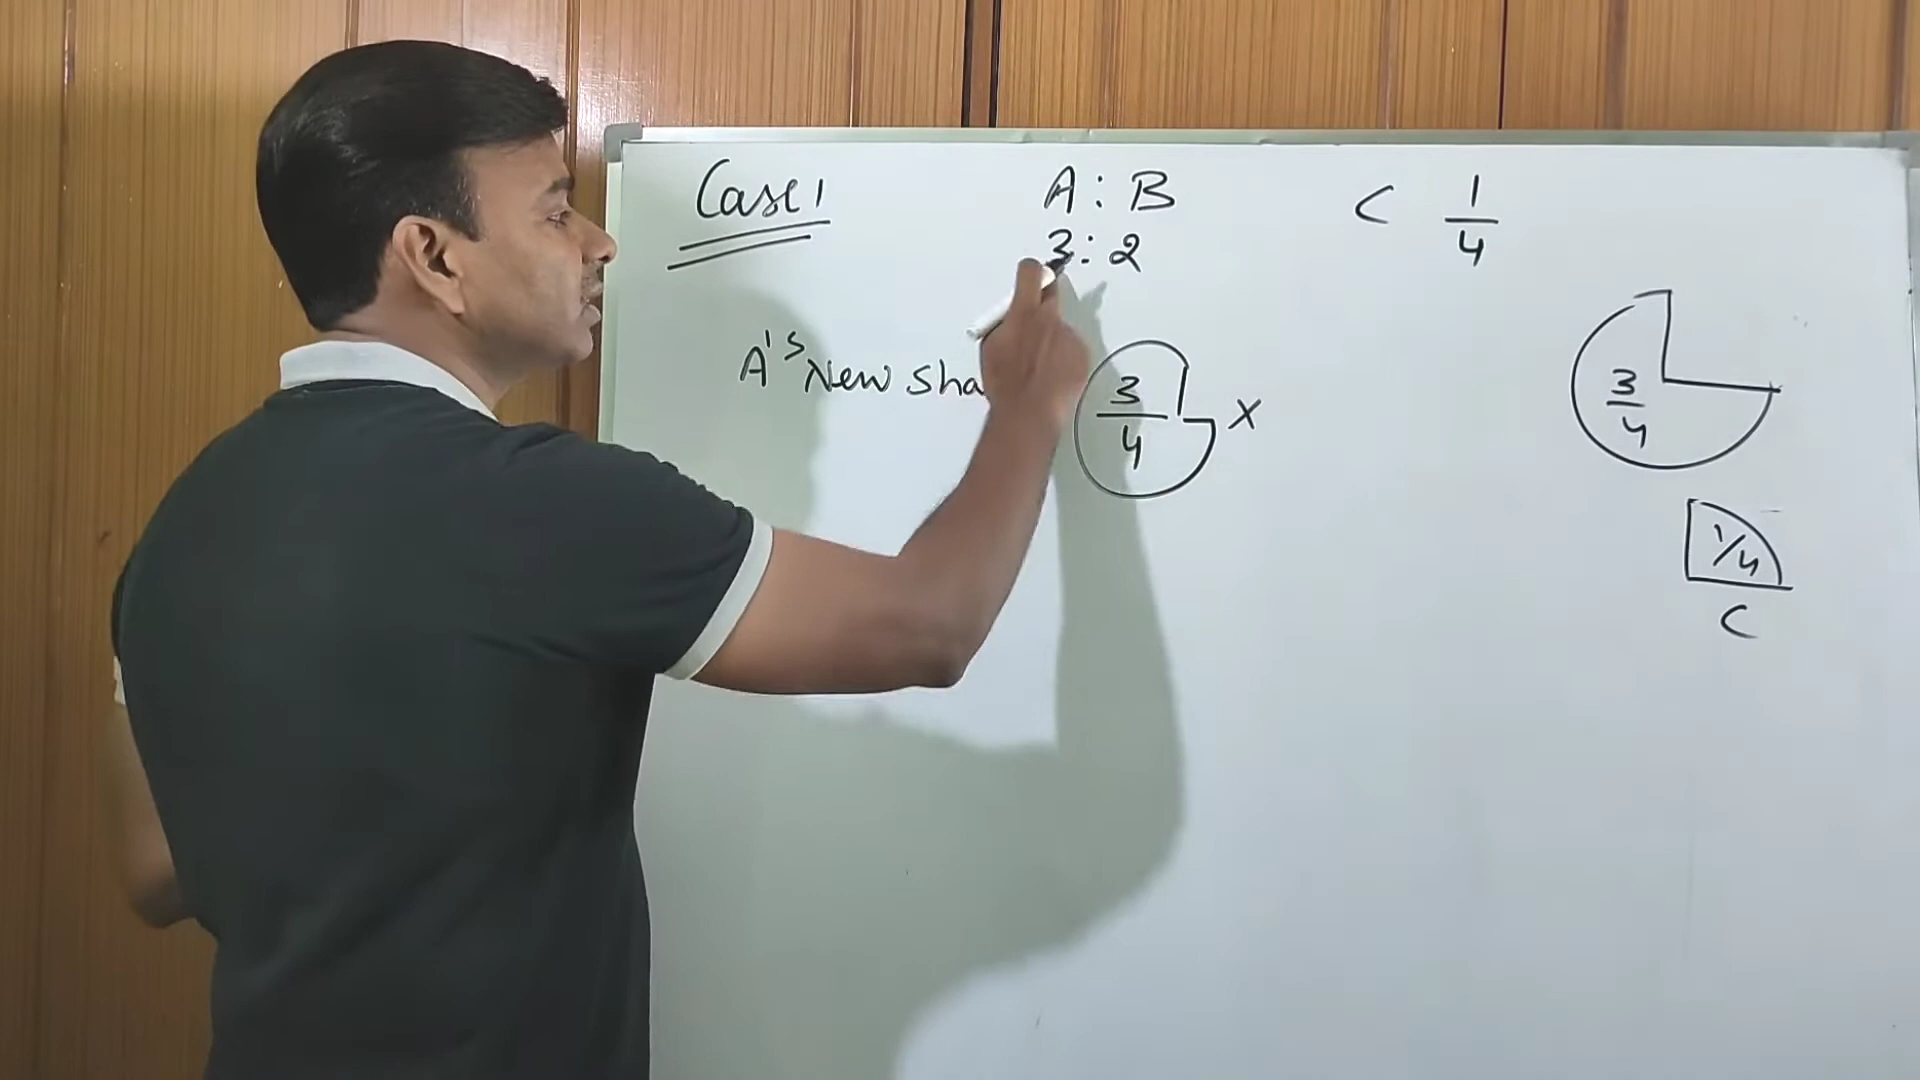 Case 1
A : B
3 : 2
C 1/4
A's New sha
3/4 x
3/4
1/4
C